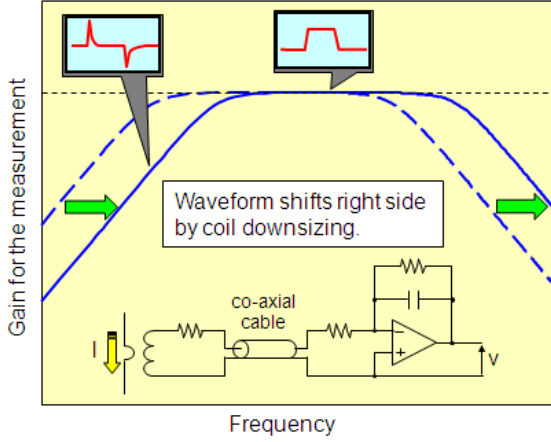 Gain for the measurement
Waveform shifts right side
by coil downsizing.
co-axial
cable
I
−
+
V
Frequency